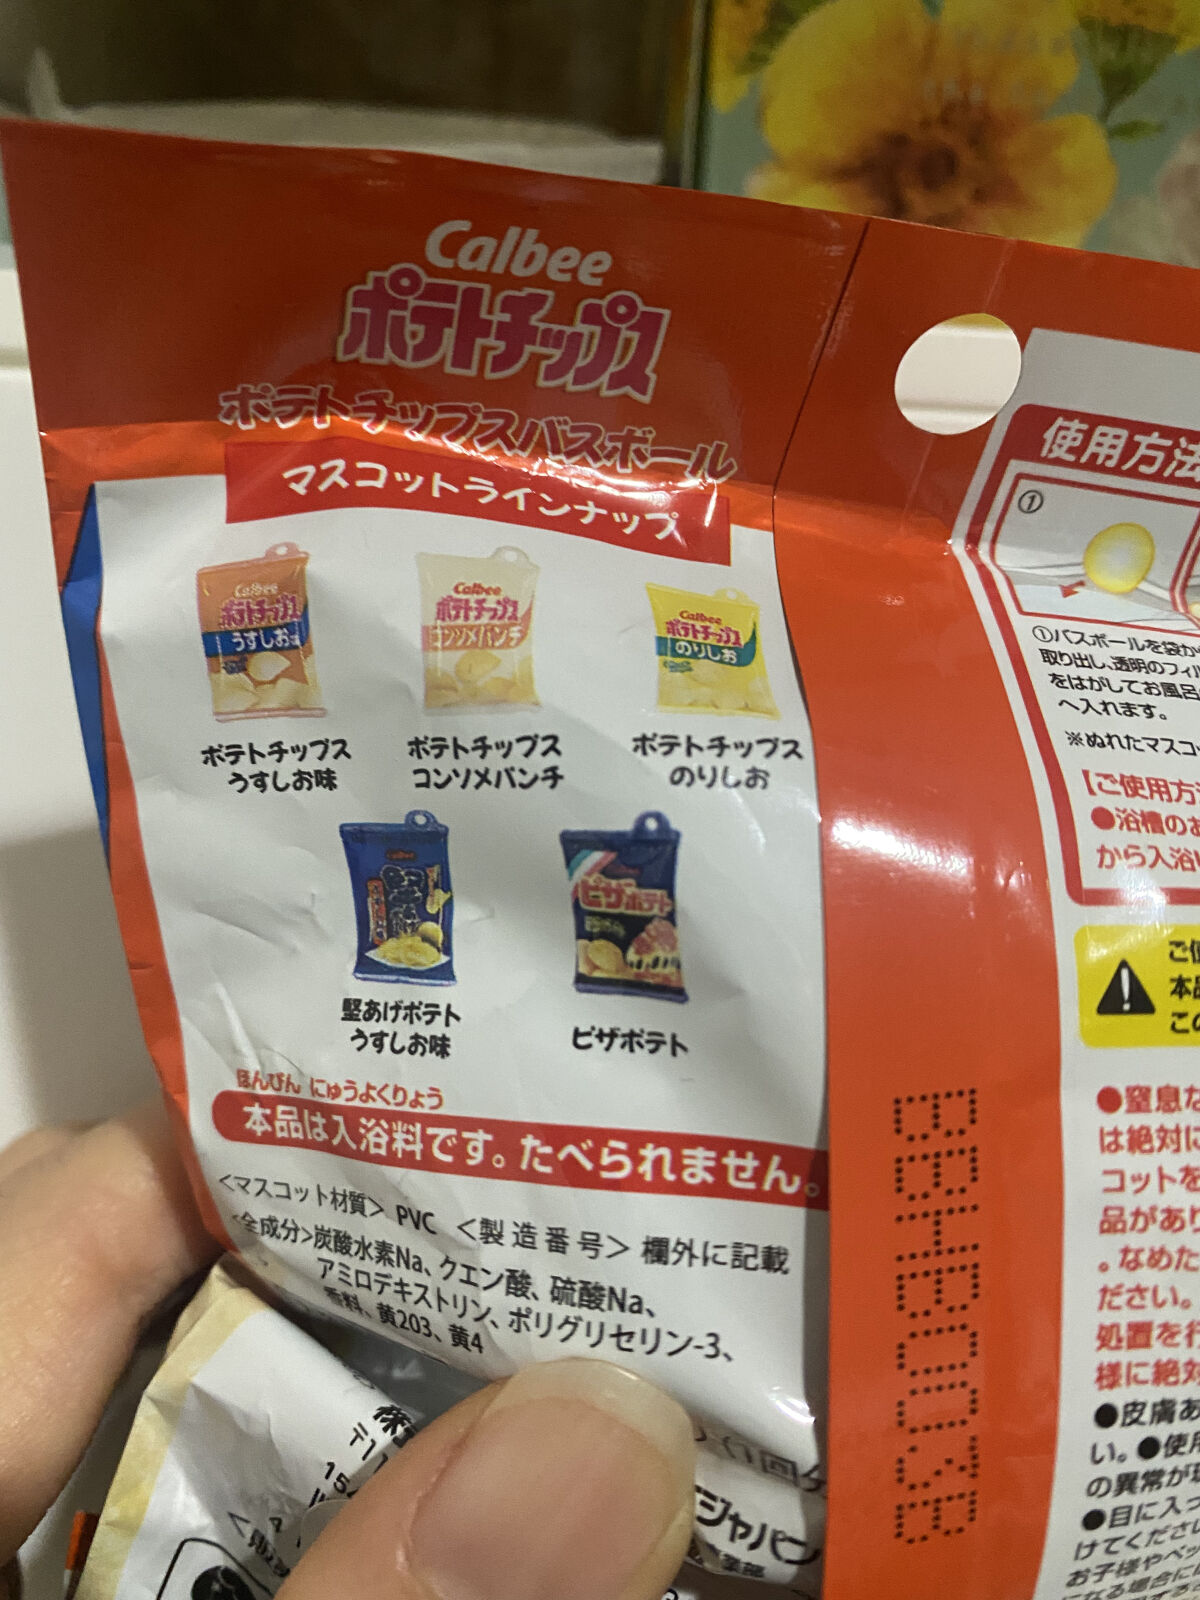 Calbee
ポテトチップス
ポテトチップスバスボール
マスコットラインナップ
Calbee
ポテトチップス
うすしお味
Calbee
ポテトチップス
コンソメパンチ
Calbee
ポテトチップス
のりしお
ポテトチップス
うすしお味
ポテトチップス
コンソメパンチ
ポテトチップス
のりしお
Calbee
ピザポテト
堅あげポテト
うすしお味
ピザポテト
ほんぴん にゅうよくりょう
本品は入浴料です。たべられません。
<マスコット材質> PVC <製造番号> 欄外に記載
<全成分>炭酸水素Na、クエン酸、硫酸Na、
アミロデキストリン、ポリグリセリン-3、
香料、黄203、黄4
ジャパン
使用方法
①
①バスボールを袋か
取り出し、透明のフィル
をはがしてお風呂
へ入れます。
※ぬれたマスコ
【ご使用方
●浴槽のお
から入浴
ご使
本品
この
●窒息な
は絶対に
コットを
品があり
。なめた
ださい。
処置を行
様に絶対
●皮膚あ
い。●使用
の異常が
●目に入っ
けてくださ
お子様やペッ
になる場合に